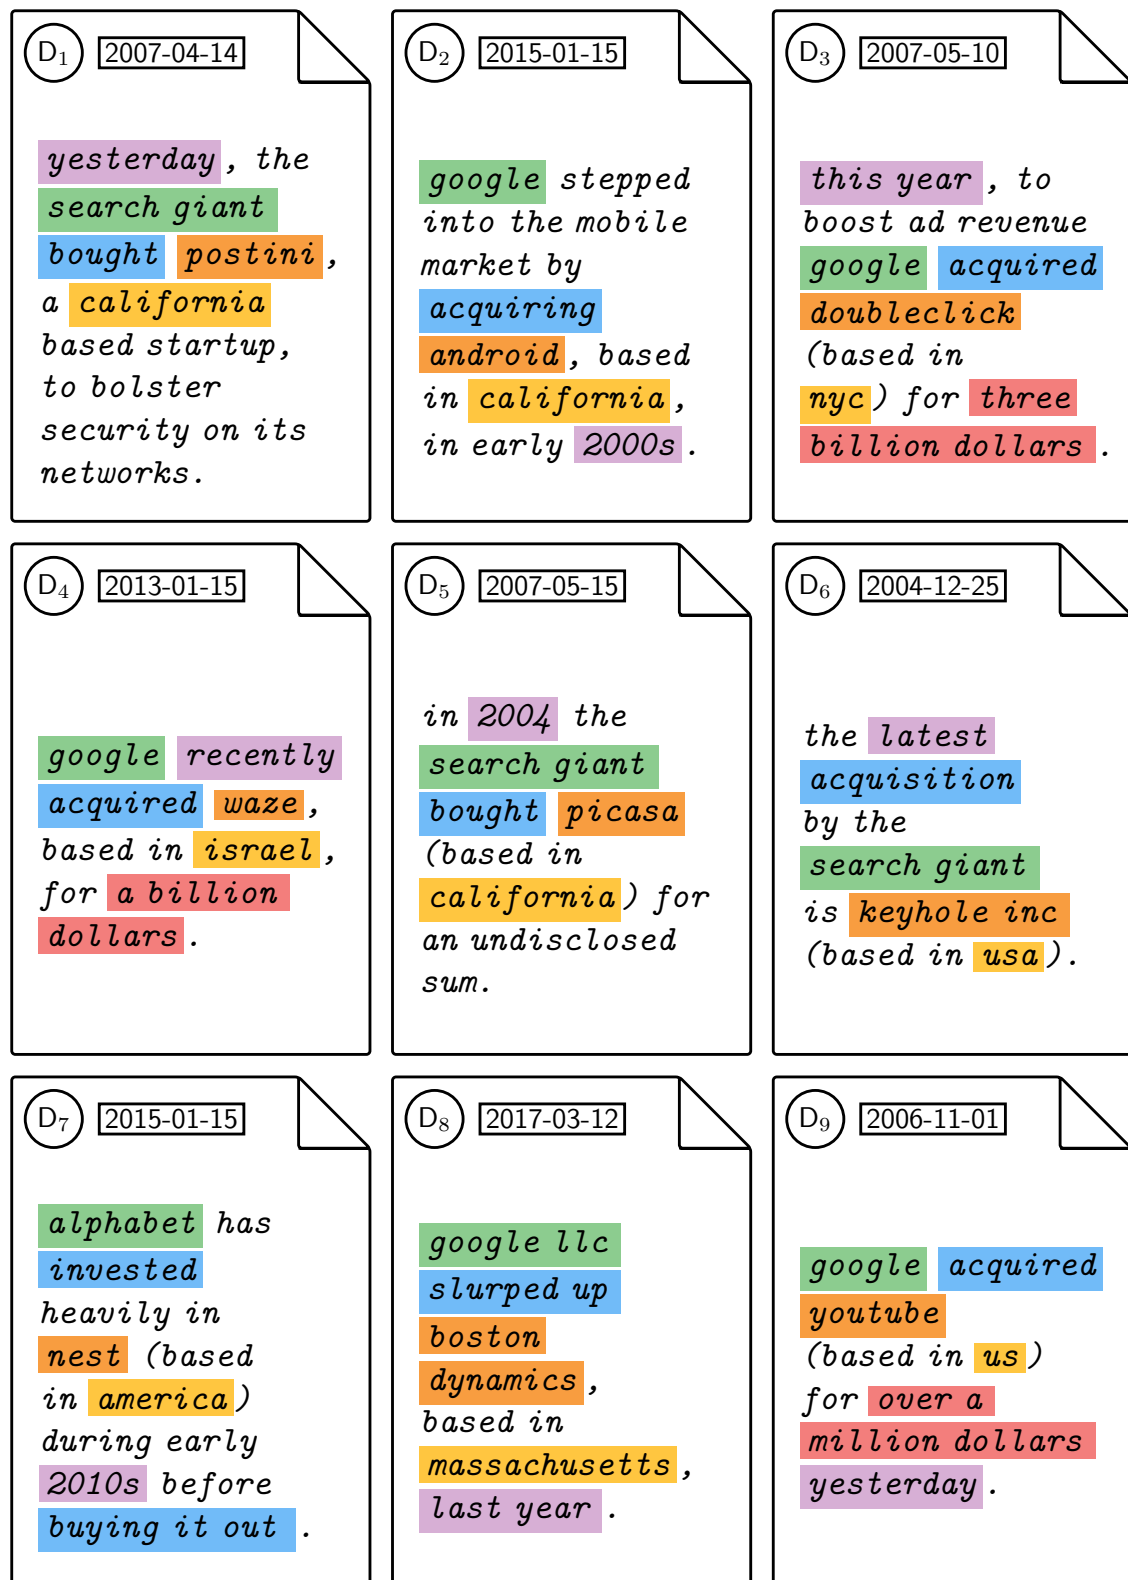 D₁ 2007-04-14
yesterday, the
search giant
bought postini,
a california
based startup,
to bolster
security on its
networks.
D₂ 2015-01-15
google stepped
into the mobile
market by
acquiring
android, based
in california,
in early 2000s.
D₃ 2007-05-10
this year, to
boost ad revenue
google acquired
doubleclick
(based in
nyc) for three
billion dollars.
D₄ 2013-01-15
google recently
acquired waze,
based in israel,
for a billion
dollars.
D₅ 2007-05-15
in 2004 the
search giant
bought picasa
(based in
california) for
an undisclosed
sum.
D₆ 2004-12-25
the latest
acquisition
by the
search giant
is keyhole inc
(based in usa).
D₇ 2015-01-15
alphabet has
invested
heavily in
nest (based
in america)
during early
2010s before
buying it out.
D₈ 2017-03-12
google llc
slurped up
boston
dynamics,
based in
massachusetts,
last year.
D₉ 2006-11-01
google acquired
youtube
(based in us)
for over a
million dollars
yesterday.